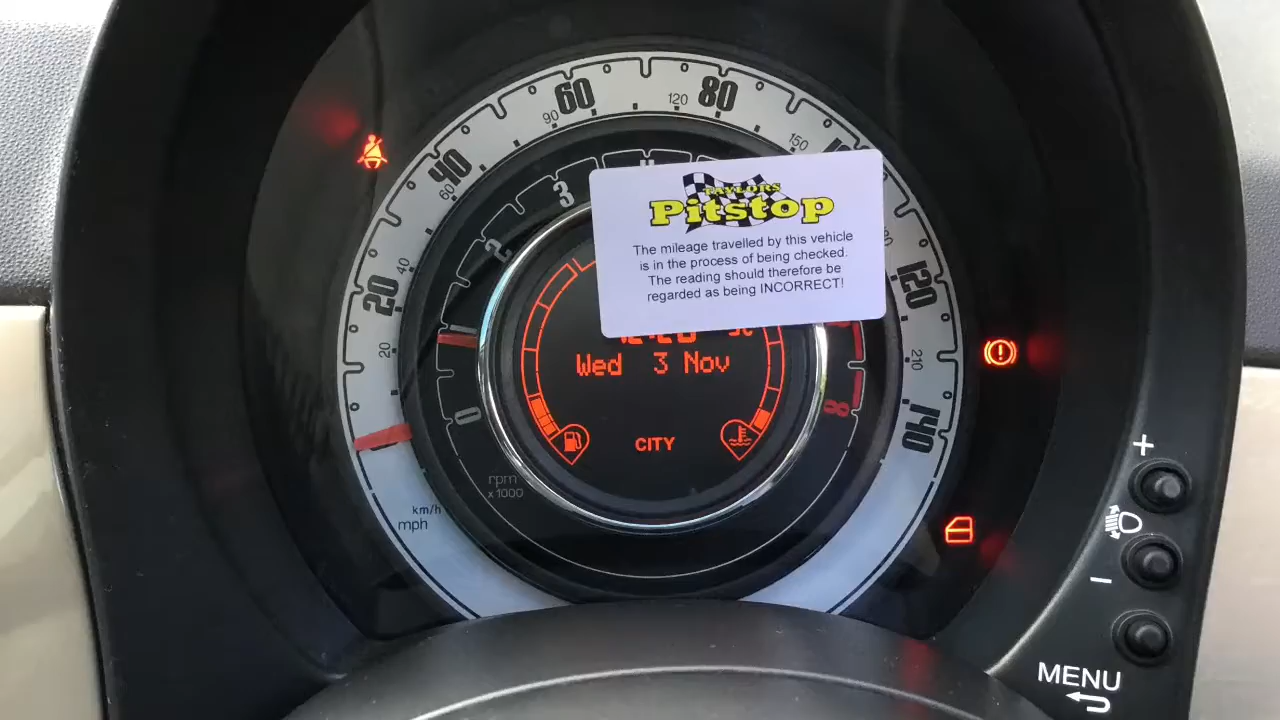 60
80
90
120
150
40
60
3
4
TAYLORS
Pitstop
The mileage travelled by this vehicle
is in the process of being checked.
The reading should therefore be
regarded as being INCORRECT!
2
40
20
120
20
1
Wed 3 Nov
210
0
8
140
CITY
rpm
x1000
km/h
mph
+
-
MENU